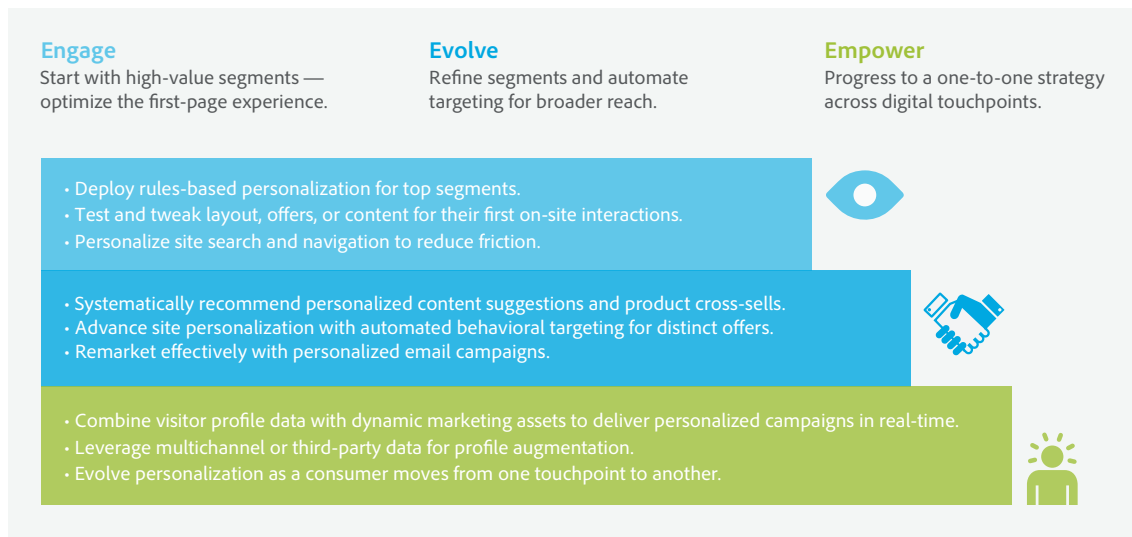 Engage
Start with high-value segments —
optimize the first-page experience.
Evolve
Refine segments and automate
targeting for broader reach.
Empower
Progress to a one-to-one strategy
across digital touchpoints.
• Deploy rules-based personalization for top segments.
• Test and tweak layout, offers, or content for their first on-site interactions.
• Personalize site search and navigation to reduce friction.
• Systematically recommend personalized content suggestions and product cross-sells.
• Advance site personalization with automated behavioral targeting for distinct offers.
• Remarket effectively with personalized email campaigns.
• Combine visitor profile data with dynamic marketing assets to deliver personalized campaigns in real-time.
• Leverage multichannel or third-party data for profile augmentation.
• Evolve personalization as a consumer moves from one touchpoint to another.